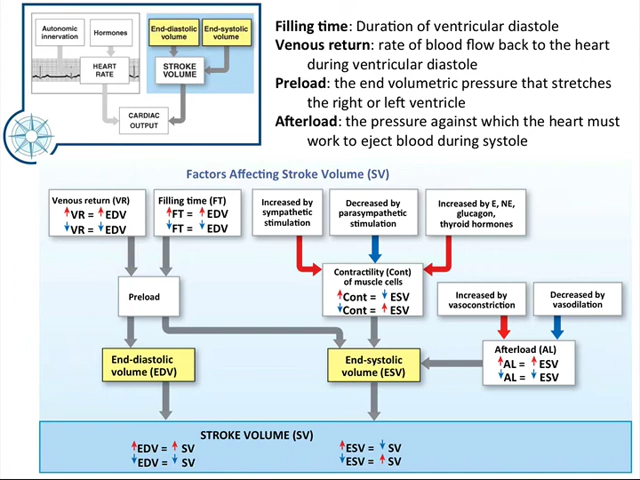 Autonomic
innervation
Hormones
HEART
RATE
End-diastolic
volume
End-systolic
volume
STROKE
VOLUME
CARDIAC
OUTPUT
Filling time: Duration of ventricular diastole
Venous return: rate of blood flow back to the heart
during ventricular diastole
Preload: the end volumetric pressure that stretches
the right or left ventricle
Afterload: the pressure against which the heart must
work to eject blood during systole
Factors Affecting Stroke Volume (SV)
Venous return (VR)
↑VR = ↑EDV
↓VR = ↓EDV
Filling time (FT)
↑FT = ↑EDV
↓FT = ↓EDV
Increased by
sympathetic
stimulation
Decreased by
parasympathetic
stimulation
Increased by E, NE,
glucagon,
thyroid hormones
Preload
Contractility (Cont)
of muscle cells
↑Cont = ↓ESV
↓Cont = ↑ESV
Increased by
vasoconstriction
Decreased by
vasodilation
End-diastolic
volume (EDV)
End-systolic
volume (ESV)
Afterload (AL)
↑AL = ↑ESV
↓AL = ↓ESV
STROKE VOLUME (SV)
↑EDV = ↑SV
↓EDV = ↓SV
↑ESV = ↓SV
↓ESV = ↑SV